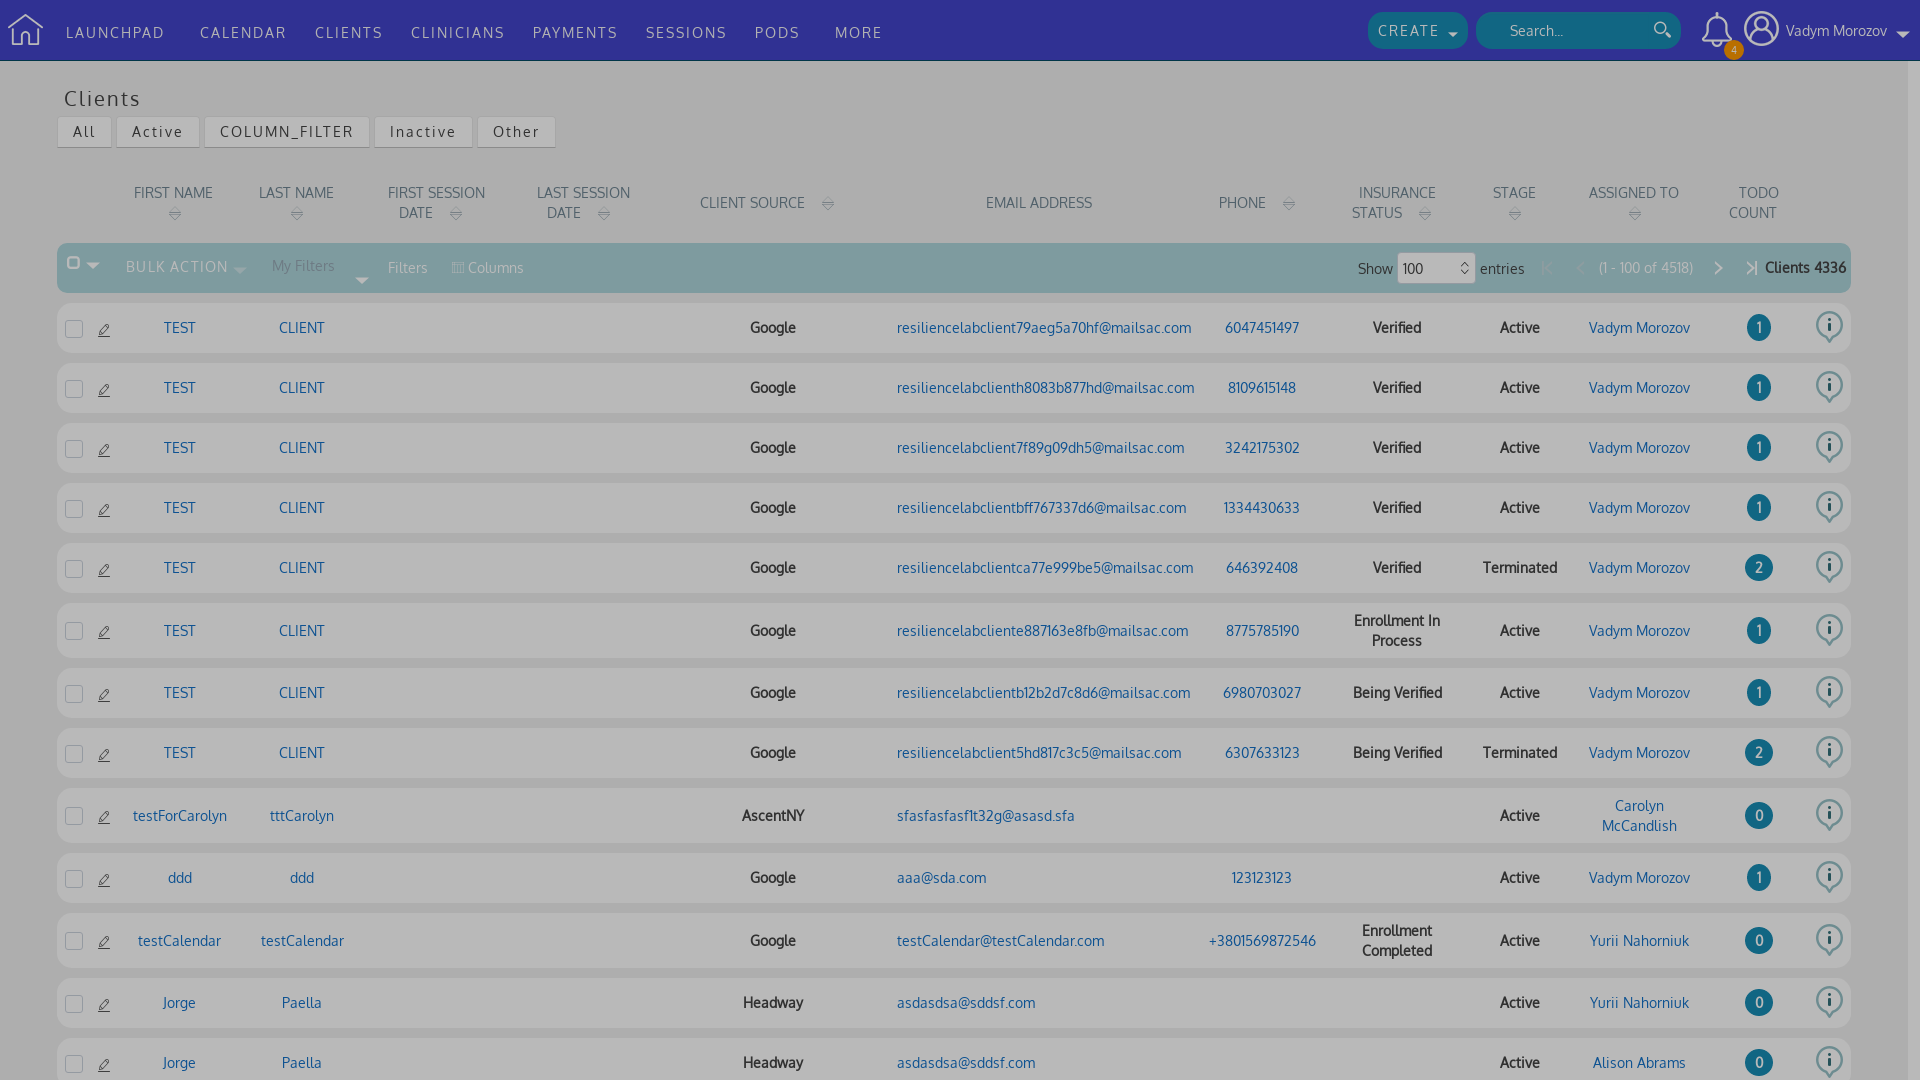 LAUNCHPAD CALENDAR CLIENTS CLINICIANS PAYMENTS SESSIONS PODS MORE CREATE Search... 4 Vadym Morozov
Clients
All Active COLUMN_FILTER Inactive Other
FIRST NAME LAST NAME FIRST SESSION DATE LAST SESSION DATE CLIENT SOURCE EMAIL ADDRESS PHONE INSURANCE STATUS STAGE ASSIGNED TO TODO COUNT
BULK ACTION My Filters Filters Columns Show 100 entries (1 - 100 of 4518) Clients 4336
TEST CLIENT Google resiliencelabclient79aeg5a70hf@mailsac.com 6047451497 Verified Active Vadym Morozov 1
TEST CLIENT Google resiliencelabclienth8083b877hd@mailsac.com 8109615148 Verified Active Vadym Morozov 1
TEST CLIENT Google resiliencelabclient7f89g09dh5@mailsac.com 3242175302 Verified Active Vadym Morozov 1
TEST CLIENT Google resiliencelabclientbff767337d6@mailsac.com 1334430633 Verified Active Vadym Morozov 1
TEST CLIENT Google resiliencelabclientca77e999be5@mailsac.com 646392408 Verified Terminated Vadym Morozov 2
TEST CLIENT Google resiliencelabcliente887163e8fb@mailsac.com 8775785190 Enrollment In Process Active Vadym Morozov 1
TEST CLIENT Google resiliencelabclientb12b2d7c8d6@mailsac.com 6980703027 Being Verified Active Vadym Morozov 1
TEST CLIENT Google resiliencelabclient5hd817c3c5@mailsac.com 6307633123 Being Verified Terminated Vadym Morozov 2
testForCarolyn tttCarolyn AscentNY sfasfasfasf1t32g@asasd.sfa Active Carolyn McCandlish 0
ddd ddd Google aaa@sda.com 123123123 Active Vadym Morozov 1
testCalendar testCalendar Google testCalendar@testCalendar.com +3801569872546 Enrollment Completed Active Yurii Nahorniuk 0
Jorge Paella Headway asdasdsa@sddsf.com Active Yurii Nahorniuk 0
Jorge Paella Headway asdasdsa@sddsf.com Active Alison Abrams 0